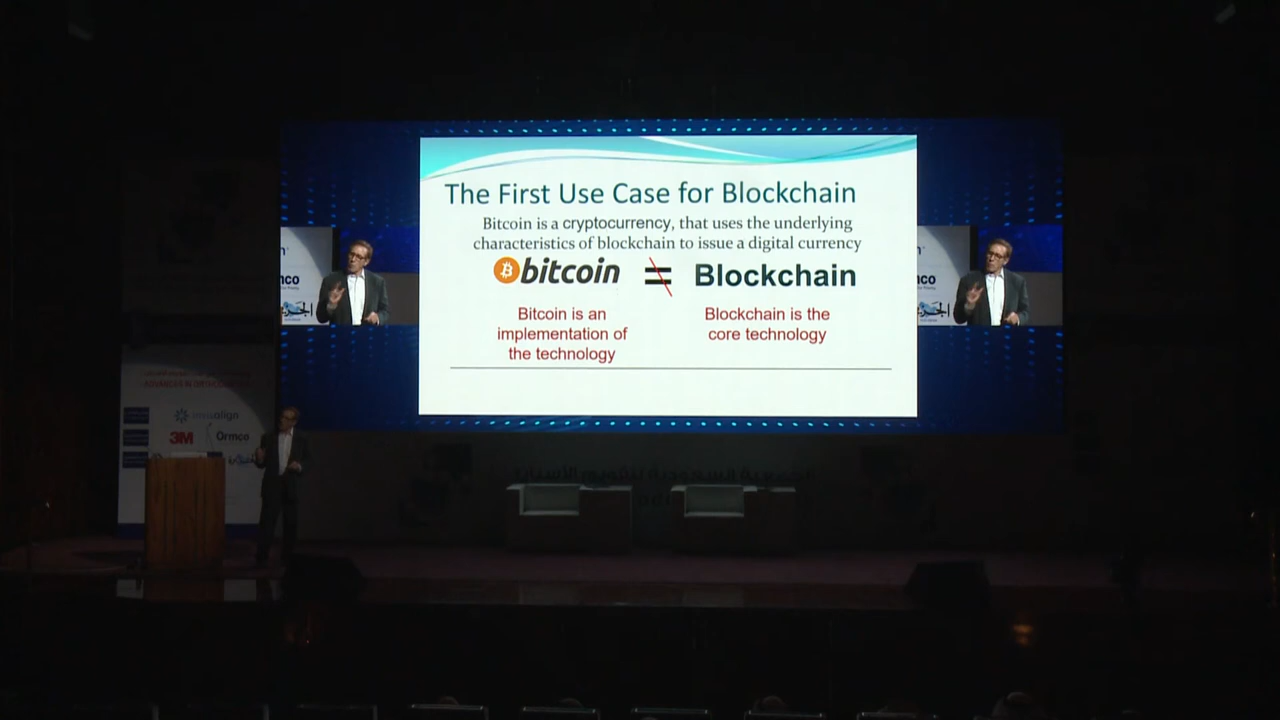 The First Use Case for Blockchain
Bitcoin is a cryptocurrency, that uses the underlying
characteristics of blockchain to issue a digital currency
bitcoin = Blockchain
Bitcoin is an
implementation of
the technology
Blockchain is the
core technology
invisalign
3M Ormco